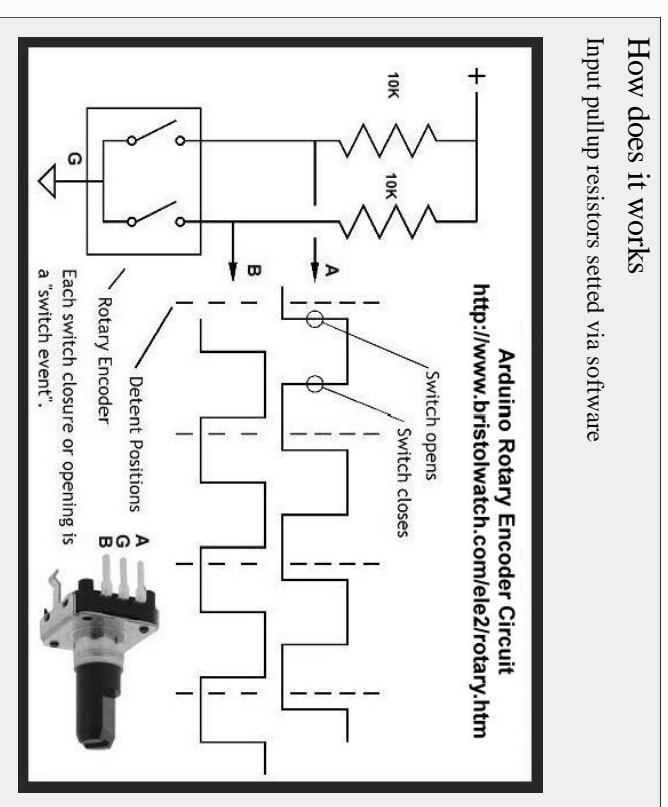 How does it works
Input pullup resistors setted via software
Arduino Rotary Encoder Circuit
http://www.bristolwatch.com/ele2/rotary.htm
+
10K
10K
A
B
G
Switch opens
Switch closes
Detent Positions
Rotary Encoder
Each switch closure or opening is
a "switch event".
A
G
B